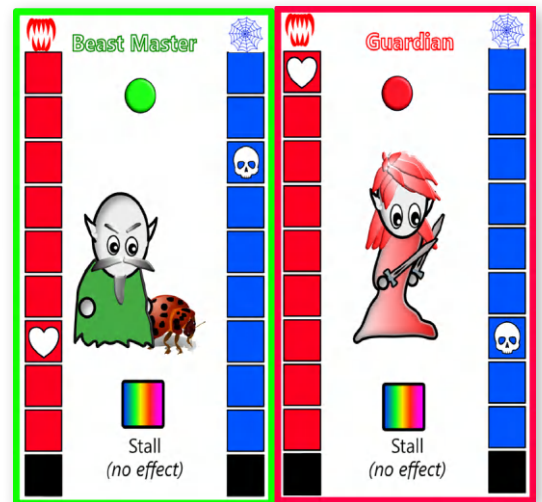 Beast Master
Stall
(no effect)
Guardian
Stall
(no effect)